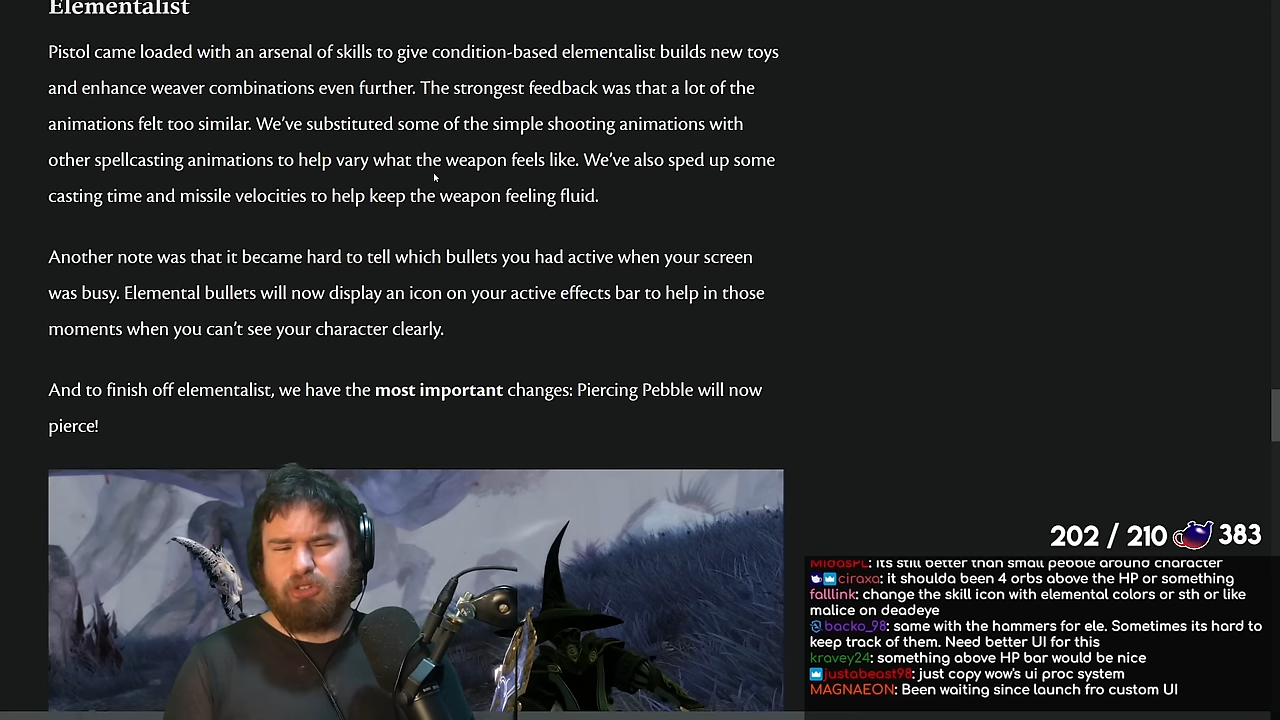 Elementalist
Pistol came loaded with an arsenal of skills to give condition-based elementalist builds new toys
and enhance weaver combinations even further. The strongest feedback was that a lot of the
animations felt too similar. We’ve substituted some of the simple shooting animations with
other spellcasting animations to help vary what the weapon feels like. We’ve also sped up some
casting time and missile velocities to help keep the weapon feeling fluid.
Another note was that it became hard to tell which bullets you had active when your screen
was busy. Elemental bullets will now display an icon on your active effects bar to help in those
moments when you can’t see your character clearly.
And to finish off elementalist, we have the most important changes: Piercing Pebble will now
pierce!
202 / 210 383
MidasPL: its still better than small pebble around character
ciraxa: it shoulda been 4 orbs above the HP or something
falllink: change the skill icon with elemental colors or sth or like
malice on deadeye
backo_98: same with the hammers for ele. Sometimes its hard to
keep track of them. Need better UI for this
kravey24: something above HP bar would be nice
justabeast98: just copy wow's ui proc system
MAGNAEON: Been waiting since launch fro custom UI